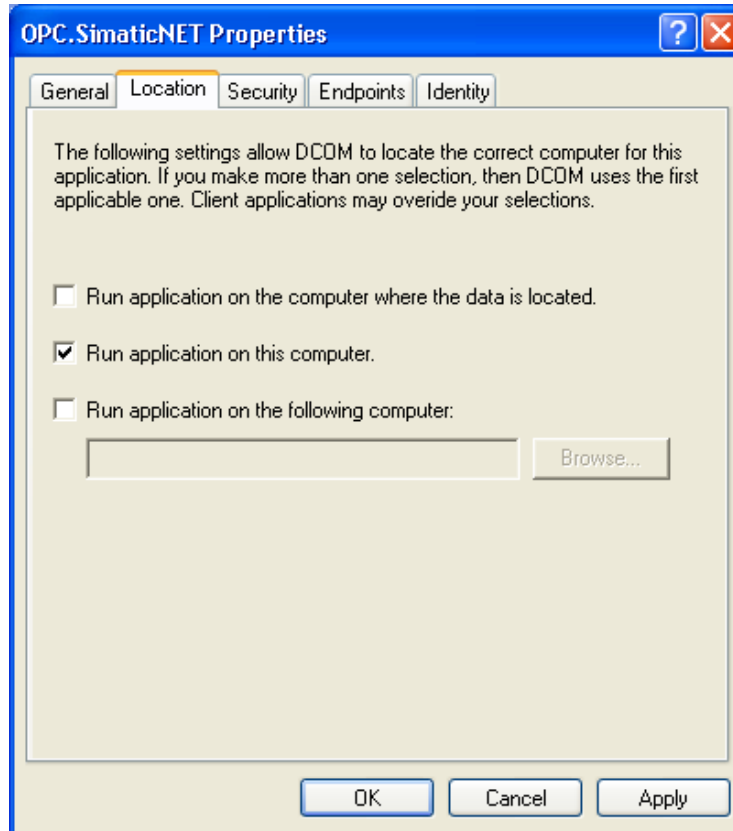 OPC.SimaticNET Properties
General Location Security Endpoints Identity
The following settings allow DCOM to locate the correct computer for this
application. If you make more than one selection, then DCOM uses the first
applicable one. Client applications may overide your selections.
Run application on the computer where the data is located.
Run application on this computer.
Run application on the following computer:
Browse...
OK Cancel Apply